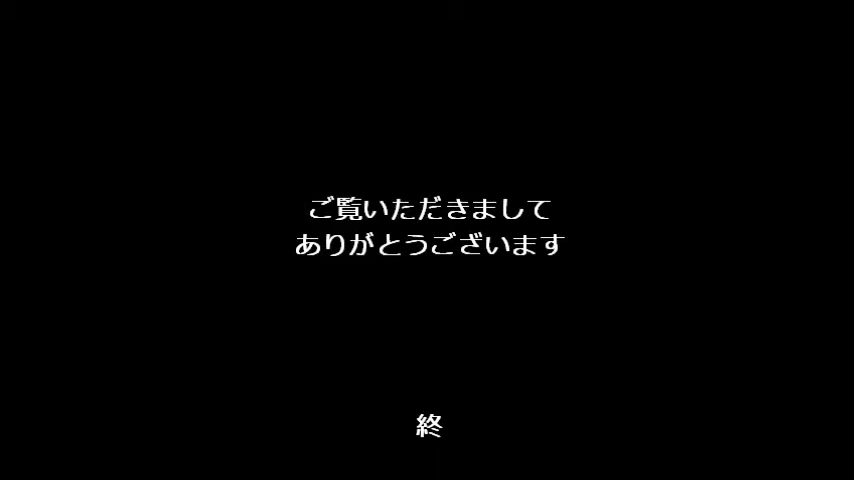 ご覧いただきまして
ありがとうございます
終